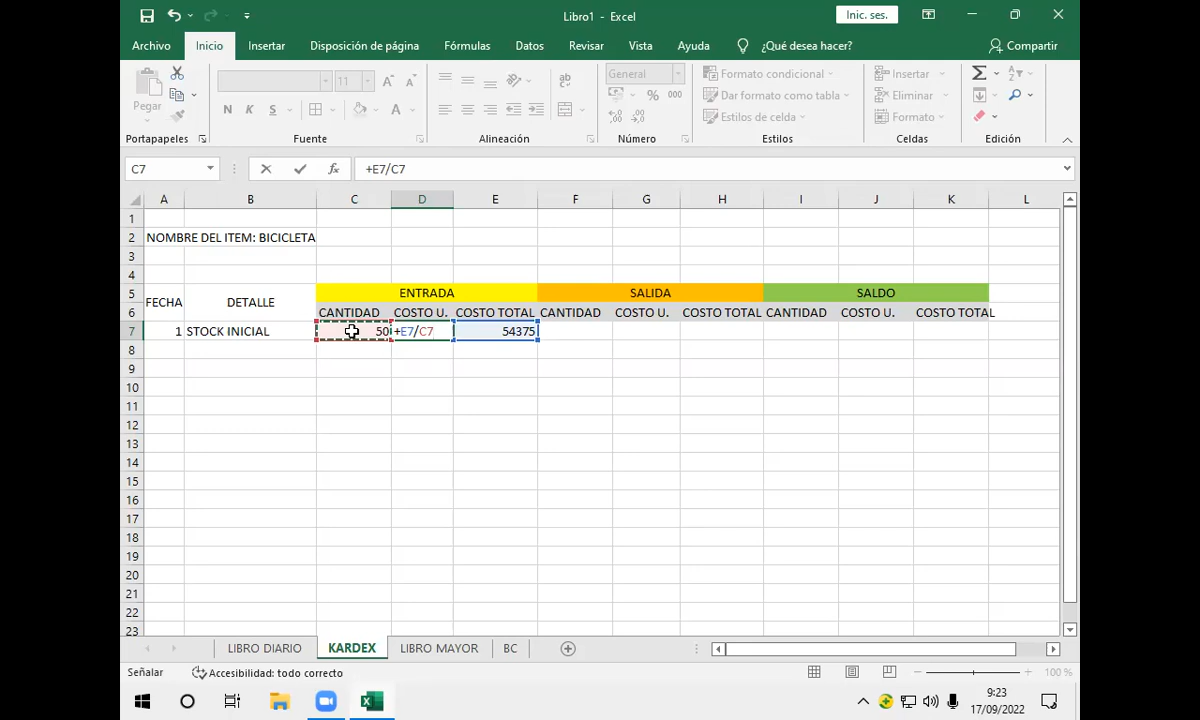 Libro1 - Excel
Inic. ses.
Archivo Inicio Insertar Disposición de página Fórmulas Datos Revisar Vista Ayuda ¿Qué desea hacer? Compartir
Pegar
11
N K S
General
% 000
Formato condicional
Dar formato como tabla
Estilos de celda
Insertar
Eliminar
Formato
Portapapeles Fuente Alineación Número Estilos Celdas Edición
C7 fx +E7/C7
A B C D E F G H I J K L
1
2 NOMBRE DEL ITEM: BICICLETA
3
4
5 FECHA DETALLE ENTRADA SALIDA SALDO
6 CANTIDAD COSTO U. COSTO TOTAL CANTIDAD COSTO U. COSTO TOTAL CANTIDAD COSTO U. COSTO TOTAL
7 1 STOCK INICIAL 50 +E7/C7 54375
8
9
10
11
12
13
14
15
16
17
18
19
20
21
22
23
LIBRO DIARIO KARDEX LIBRO MAYOR BC
Señalar Accesibilidad: todo correcto 100 %
9:23
17/09/2022